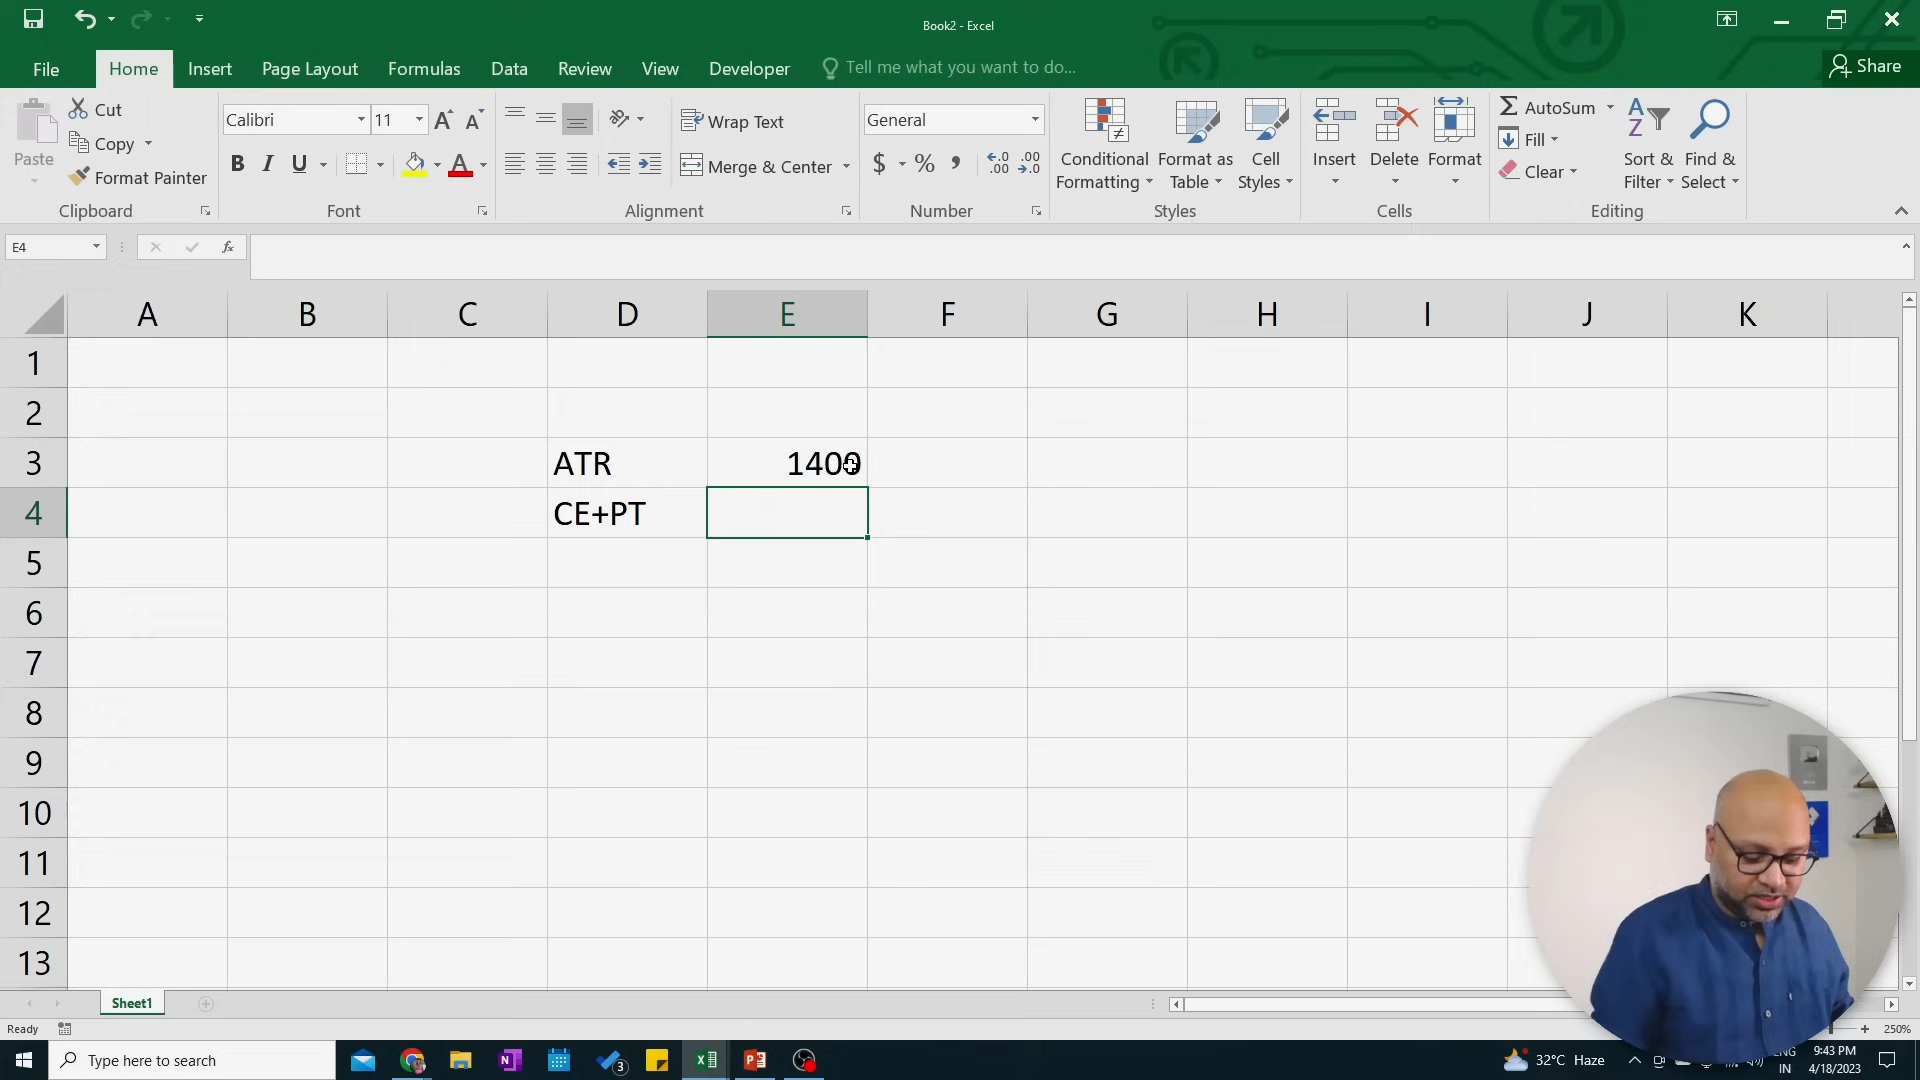 Book2 - Excel
File Home Insert Page Layout Formulas Data Review View Developer Tell me what you want to do... Share
Paste
Cut
Copy
Format Painter
Clipboard
Calibri 11
B I U A
Font
Wrap Text
Merge & Center
Alignment
General
$ % ,
Number
Conditional Formatting
Format as Table
Cell Styles
Styles
Insert Delete Format
Cells
AutoSum
Fill
Clear
Sort & Filter
Find & Select
Editing
E4 fx
A B C D E F G H I J K
1
2
3 ATR 1400
4 CE+PT
5
6
7
8
9
10
11
12
13
Sheet1
Ready 250%
Type here to search
3
32°C Haze
IN
9:43 PM
4/18/2023